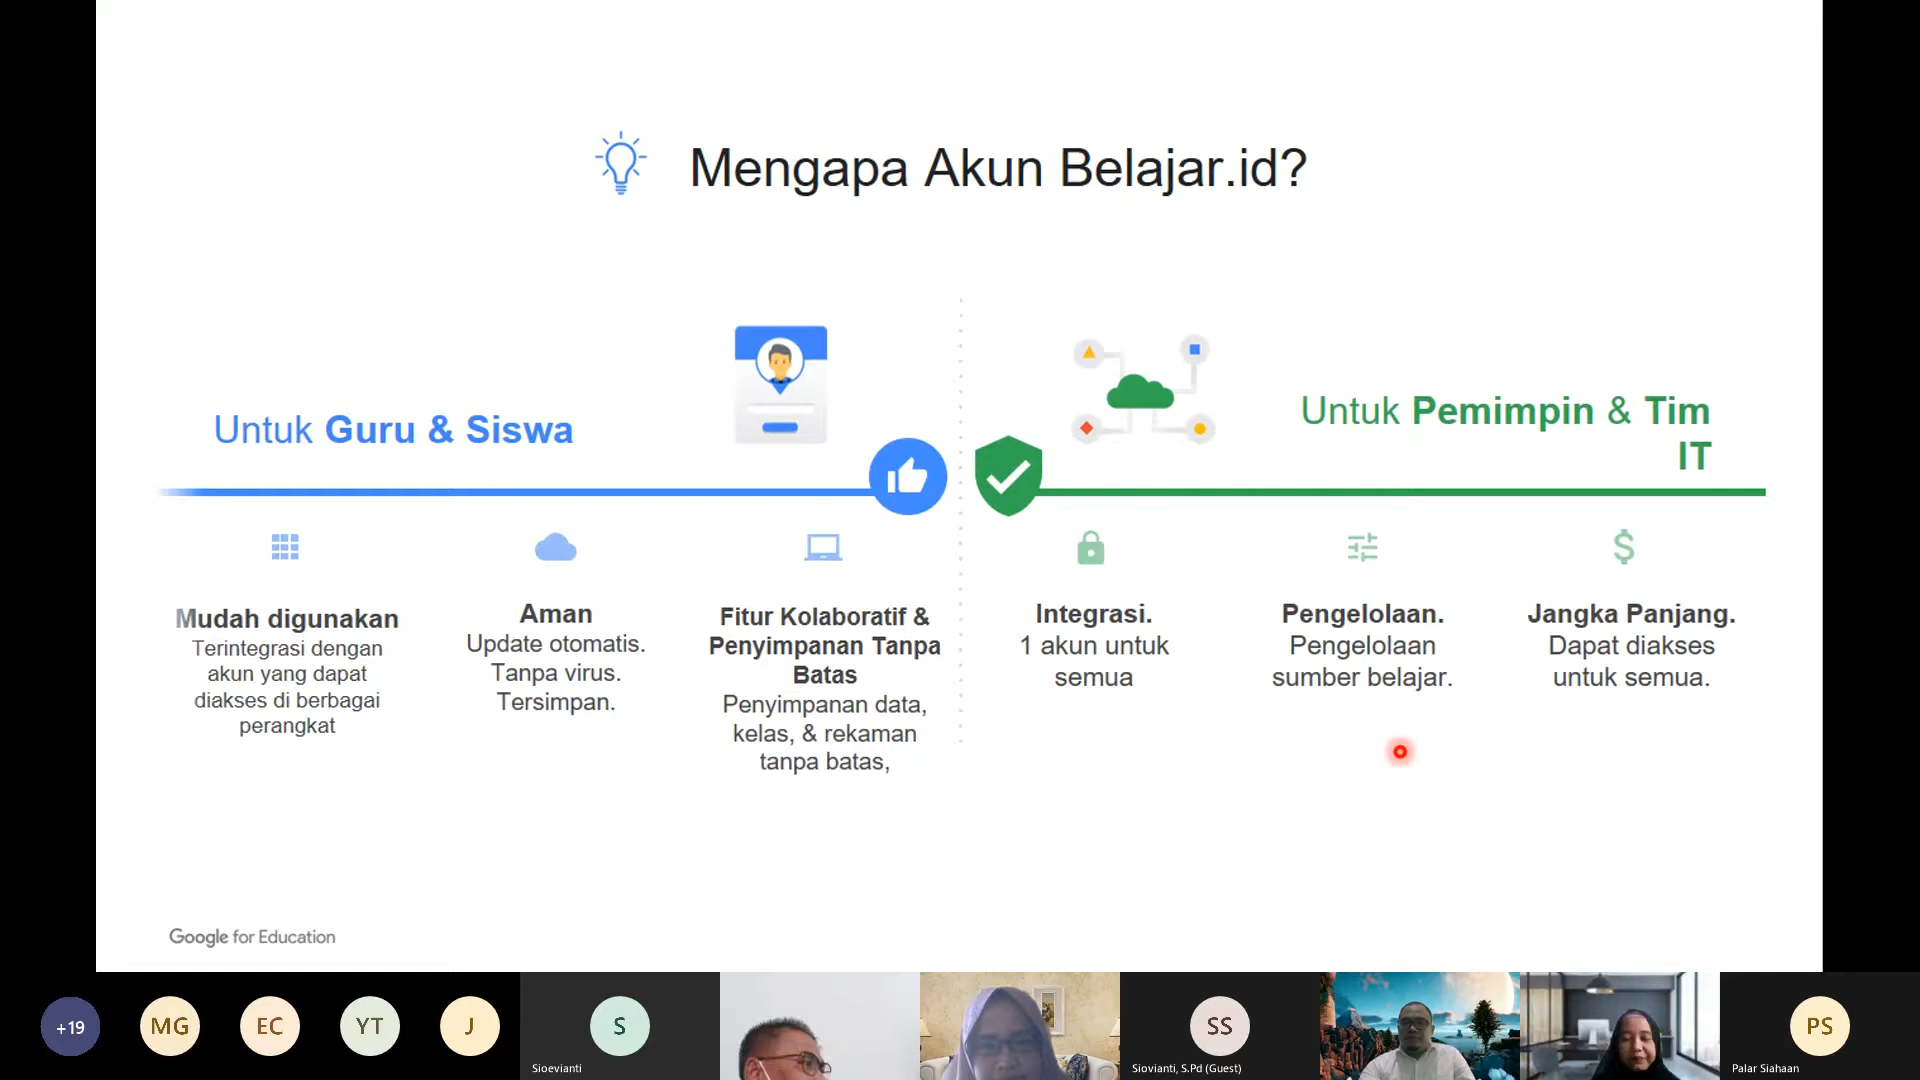 Mengapa Akun Belajar.id?
Untuk Guru & Siswa
Mudah digunakan
Terintegrasi dengan
akun yang dapat
diakses di berbagai
perangkat
Aman
Update otomatis.
Tanpa virus.
Tersimpan.
Fitur Kolaboratif &
Penyimpanan Tanpa
Batas
Penyimpanan data,
kelas, & rekaman
tanpa batas,
Untuk Pemimpin & Tim
IT
Integrasi.
1 akun untuk
semua
Pengelolaan.
Pengelolaan
sumber belajar.
Jangka Panjang.
Dapat diakses
untuk semua.
$
Google for Education
+19
MG
EC
YT
J
S
Sioevianti
SS
Siovianti, S.Pd (Guest)
PS
Palar Siahaan